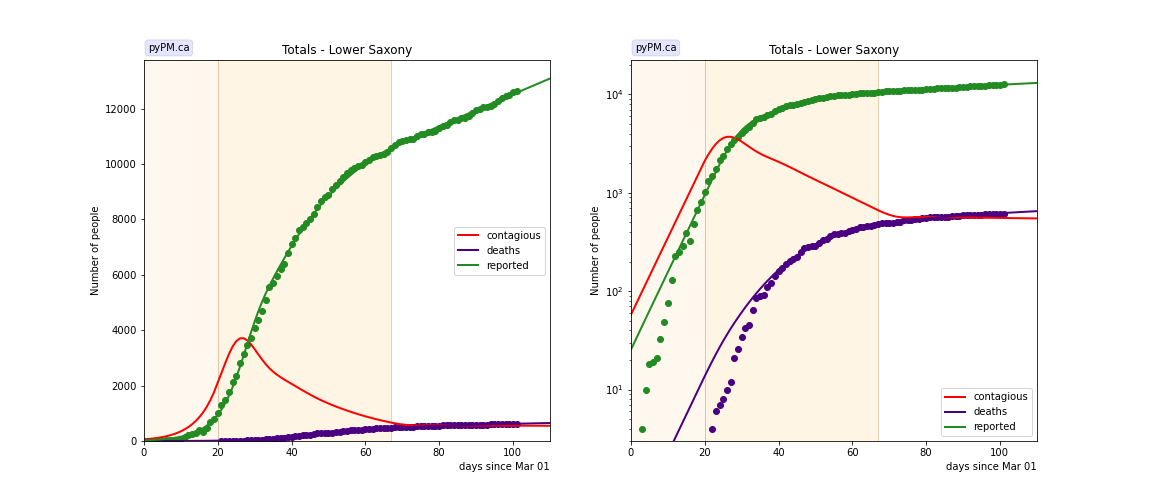 pyPM.ca
Totals - Lower Saxony
Number of people
12000
10000
8000
6000
4000
2000
0
contagious
deaths
reported
0 20 40 60 80 100
days since Mar 01
pyPM.ca
Totals - Lower Saxony
Number of people
10⁴
10³
10²
10¹
contagious
deaths
reported
0 20 40 60 80 100
days since Mar 01